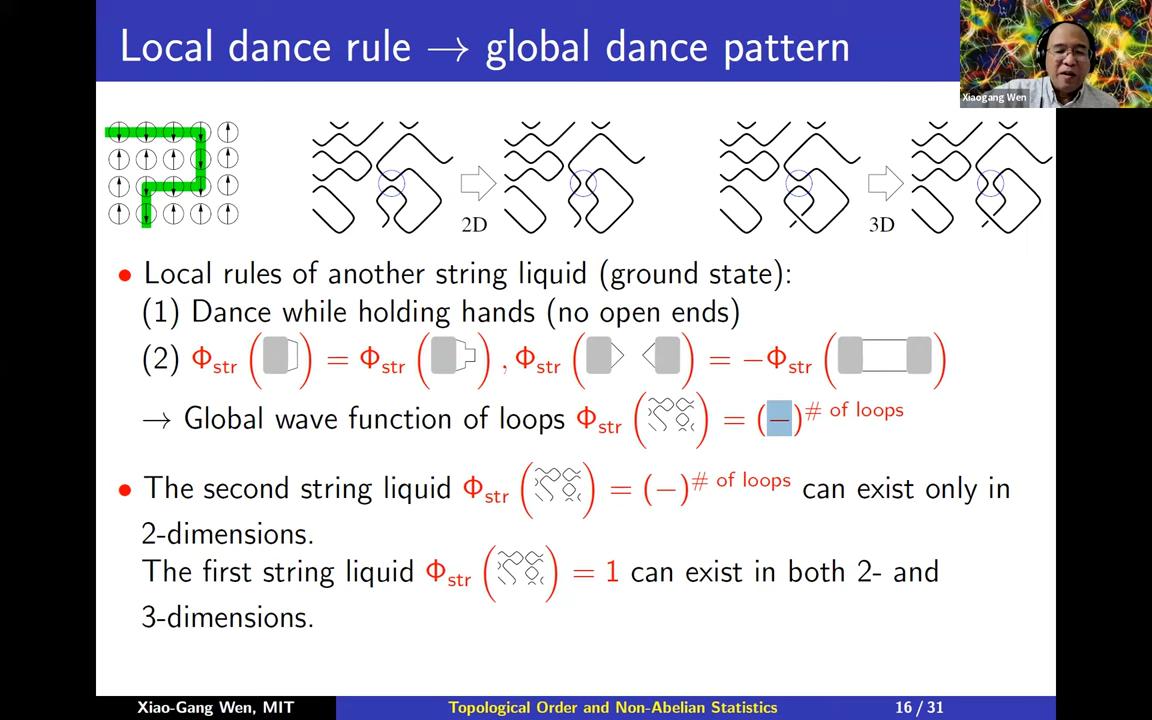 Local dance rule → global dance pattern
Xiaogang Wen
2D
3D
• Local rules of another string liquid (ground state):
(1) Dance while holding hands (no open ends)
(2) Φstr ( ) = Φstr ( ) , Φstr ( ) = −Φstr ( )
→ Global wave function of loops Φstr ( ) = (−)# of loops
• The second string liquid Φstr ( ) = (−)# of loops can exist only in
2-dimensions.
The first string liquid Φstr ( ) = 1 can exist in both 2- and
3-dimensions.
Xiao-Gang Wen, MIT
Topological Order and Non-Abelian Statistics
16 / 31